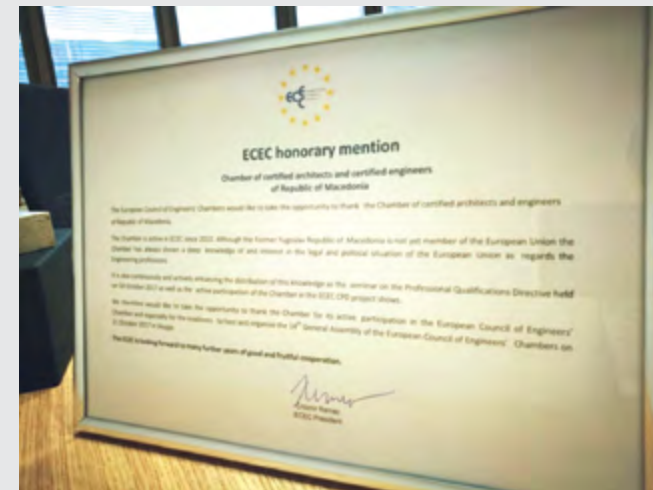 ECEC
ECEC honorary mention
Chamber of certified architects and certified engineers
of Republic of Macedonia
The European Council of Engineers' Chambers would like to take the opportunity to thank the Chamber of certified architects and engineers
of Republic of Macedonia.
The Chamber is active in ECEC since 2012. Although the Former Yugoslav Republic of Macedonia is not yet member of the European Union the
Chamber has always shown a deep knowledge of and interest in the legal and political situation of the European Union as regards the
Engineering professions.
It is also continuously and actively enhancing the distribution of this knowledge as the seminar on the Professional Qualifications Directive held
on October 2017 as well as the active participation of the Chamber in the ECEC CPD project shows.
We therefore would like to take the opportunity to thank the Chamber for its active participation in the European Council of Engineers'
Chambers and especially for the readiness to host and organise the 14th General Assembly of the European Council of Engineers' Chambers on
October 2017 in Skopje.
The ECEC is looking forward to many further years of good and fruitful cooperation.
ECEC President